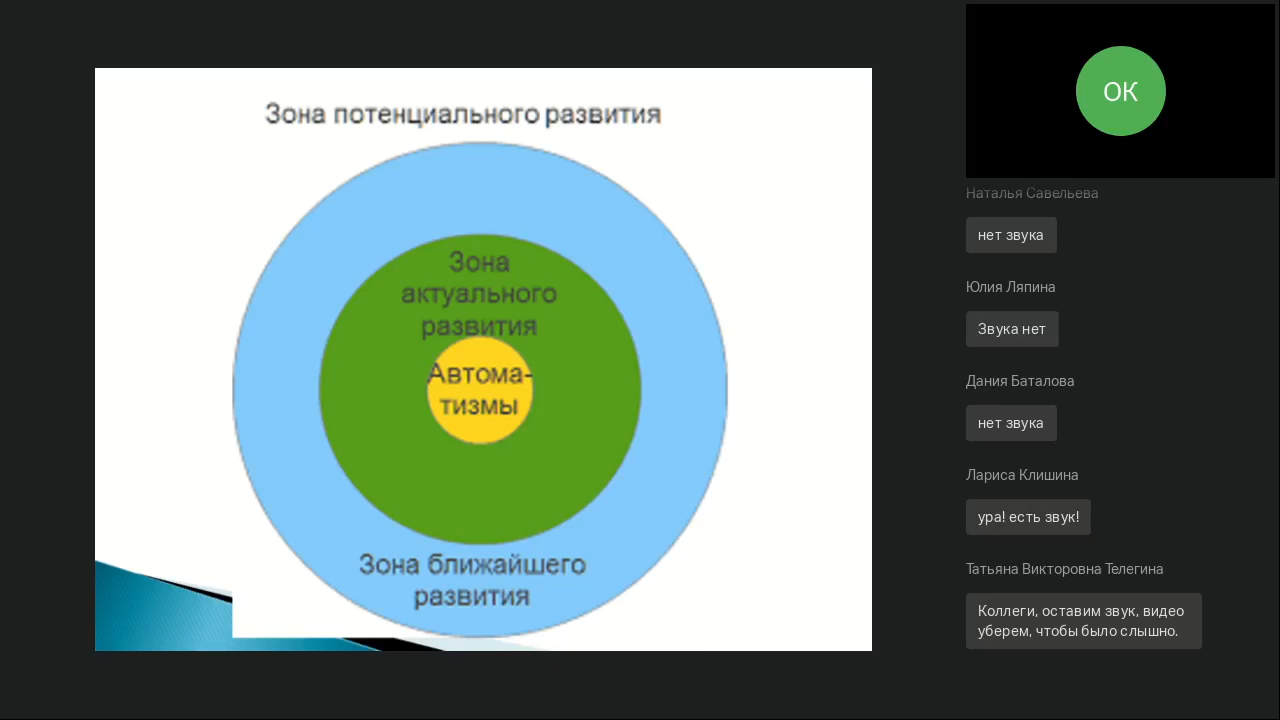 Зона потенциального развития
Зона
актуального
развития
Автома-
тизмы
Зона ближайшего
развития
ОК
Наталья Савельева
нет звука
Юлия Ляпина
Звука нет
Дания Баталова
нет звука
Лариса Клишина
ура! есть звук!
Татьяна Викторовна Телегина
Коллеги, оставим звук, видео
уберем, чтобы было слышно.